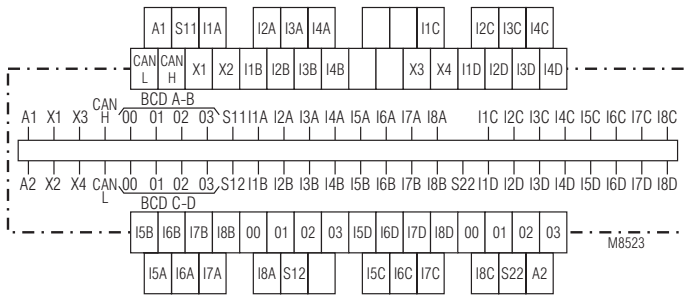 A1 S11 I1A I2A I3A I4A I1C I2C I3C I4C
CAN L CAN H X1 X2 I1B I2B I3B I4B X3 X4 I1D I2D I3D I4D
BCD A-B
A1 X1 X3 CAN H 00 01 02 03 S11 I1A I2A I3A I4A I5A I6A I7A I8A I1C I2C I3C I4C I5C I6C I7C I8C
A2 X2 X4 CAN L 00 01 02 03 S12 I1B I2B I3B I4B I5B I6B I7B I8B S22 I1D I2D I3D I4D I5D I6D I7D I8D
BCD C-D
I5B I6B I7B I8B 00 01 02 03 I5D I6D I7D I8D 00 01 02 03
M8523
I5A I6A I7A I8A S12 I5C I6C I7C I8C S22 A2